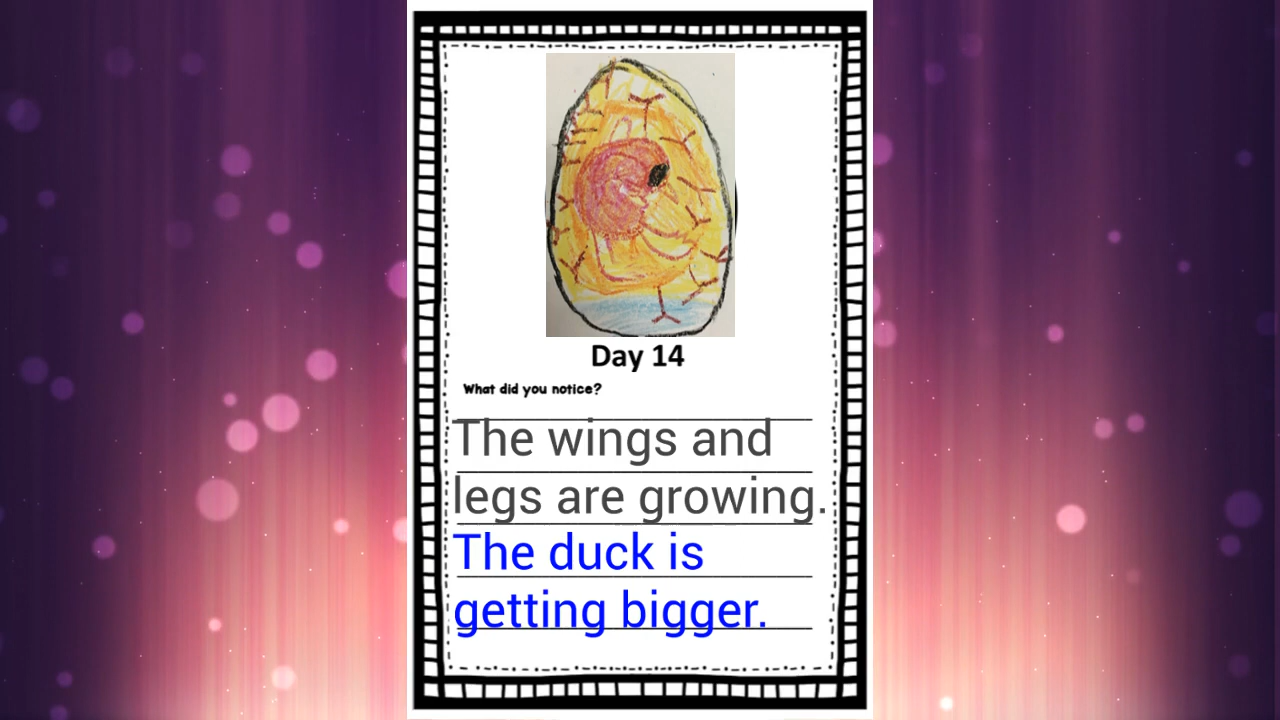 Day 14
What did you notice?
The wings and
legs are growing.
The duck is
getting bigger.